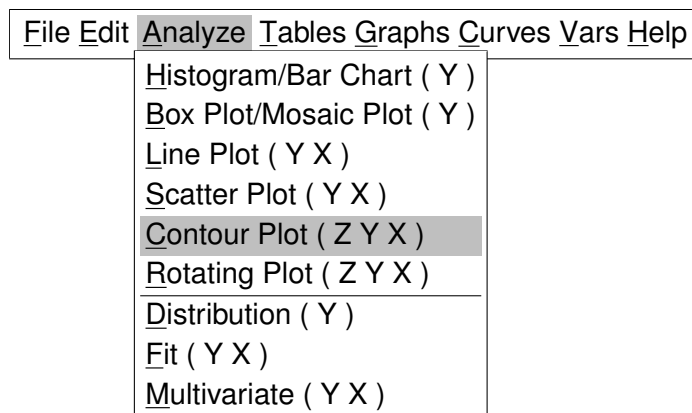 File Edit Analyze Tables Graphs Curves Vars Help
Histogram/Bar Chart ( Y )
Box Plot/Mosaic Plot ( Y )
Line Plot ( Y X )
Scatter Plot ( Y X )
Contour Plot ( Z Y X )
Rotating Plot ( Z Y X )
Distribution ( Y )
Fit ( Y X )
Multivariate ( Y X )